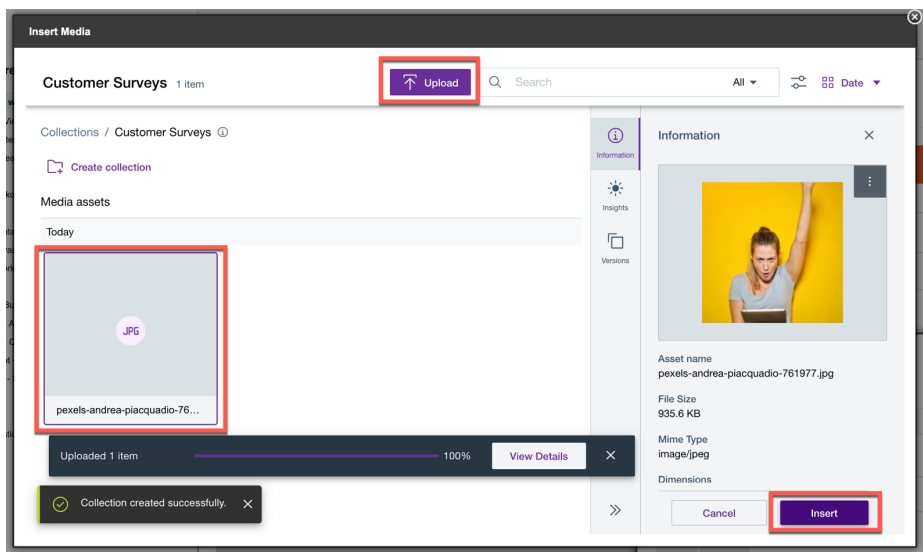 Insert Media
Customer Surveys 1 item
Upload
Search
All
Date
Collections / Customer Surveys
Create collection
Media assets
Today
JPG
pexels-andrea-piacquadio-76...
Uploaded 1 item
100%
View Details
Collection created successfully.
Information
Insights
Versions
Information
Asset name
pexels-andrea-piacquadio-761977.jpg
File Size
935.6 KB
Mime Type
image/jpeg
Dimensions
Cancel
Insert